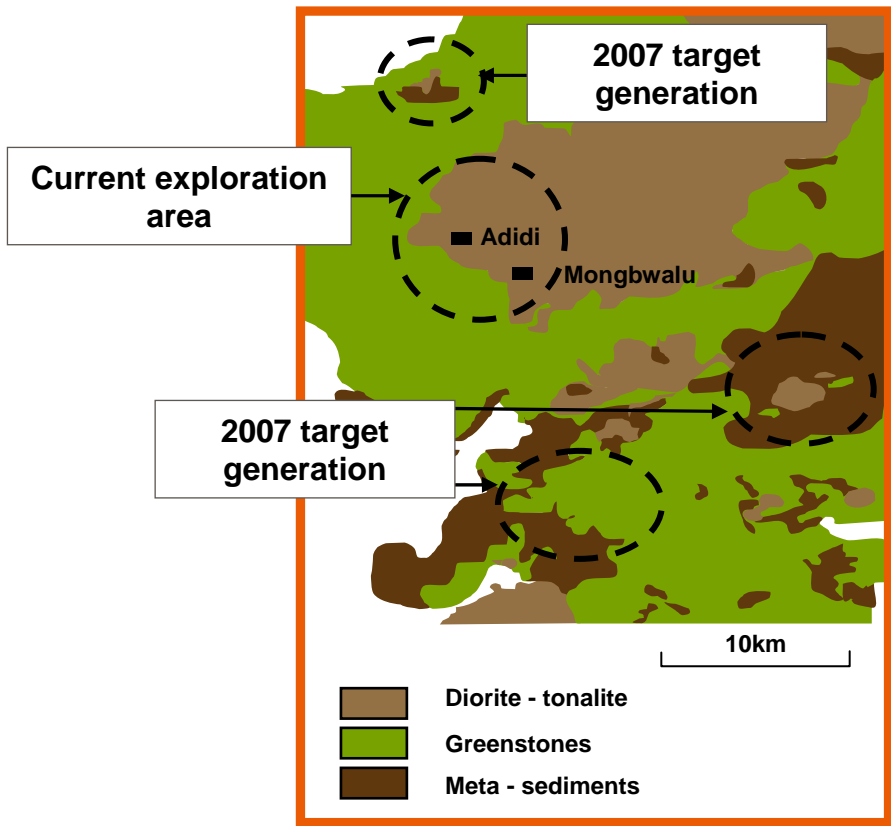 2007 target
generation
Current exploration
area
Adidi
Mongbwalu
2007 target
generation
10km
Diorite - tonalite
Greenstones
Meta - sediments